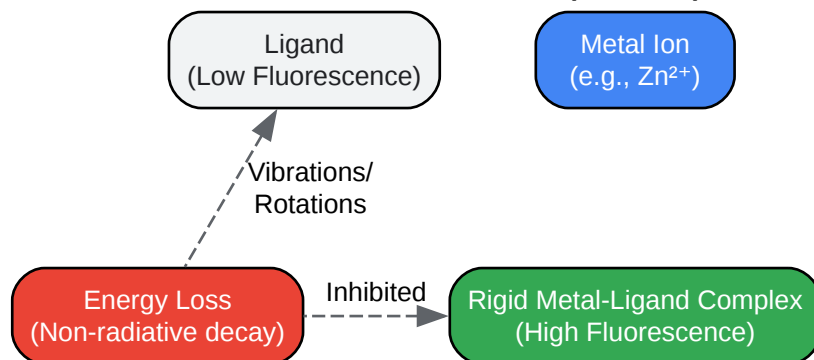 Ligand
(Low Fluorescence)
Metal Ion
(e.g., Zn²⁺)
Vibrations/
Rotations
Energy Loss
(Non-radiative decay)
Inhibited
Rigid Metal-Ligand Complex
(High Fluorescence)